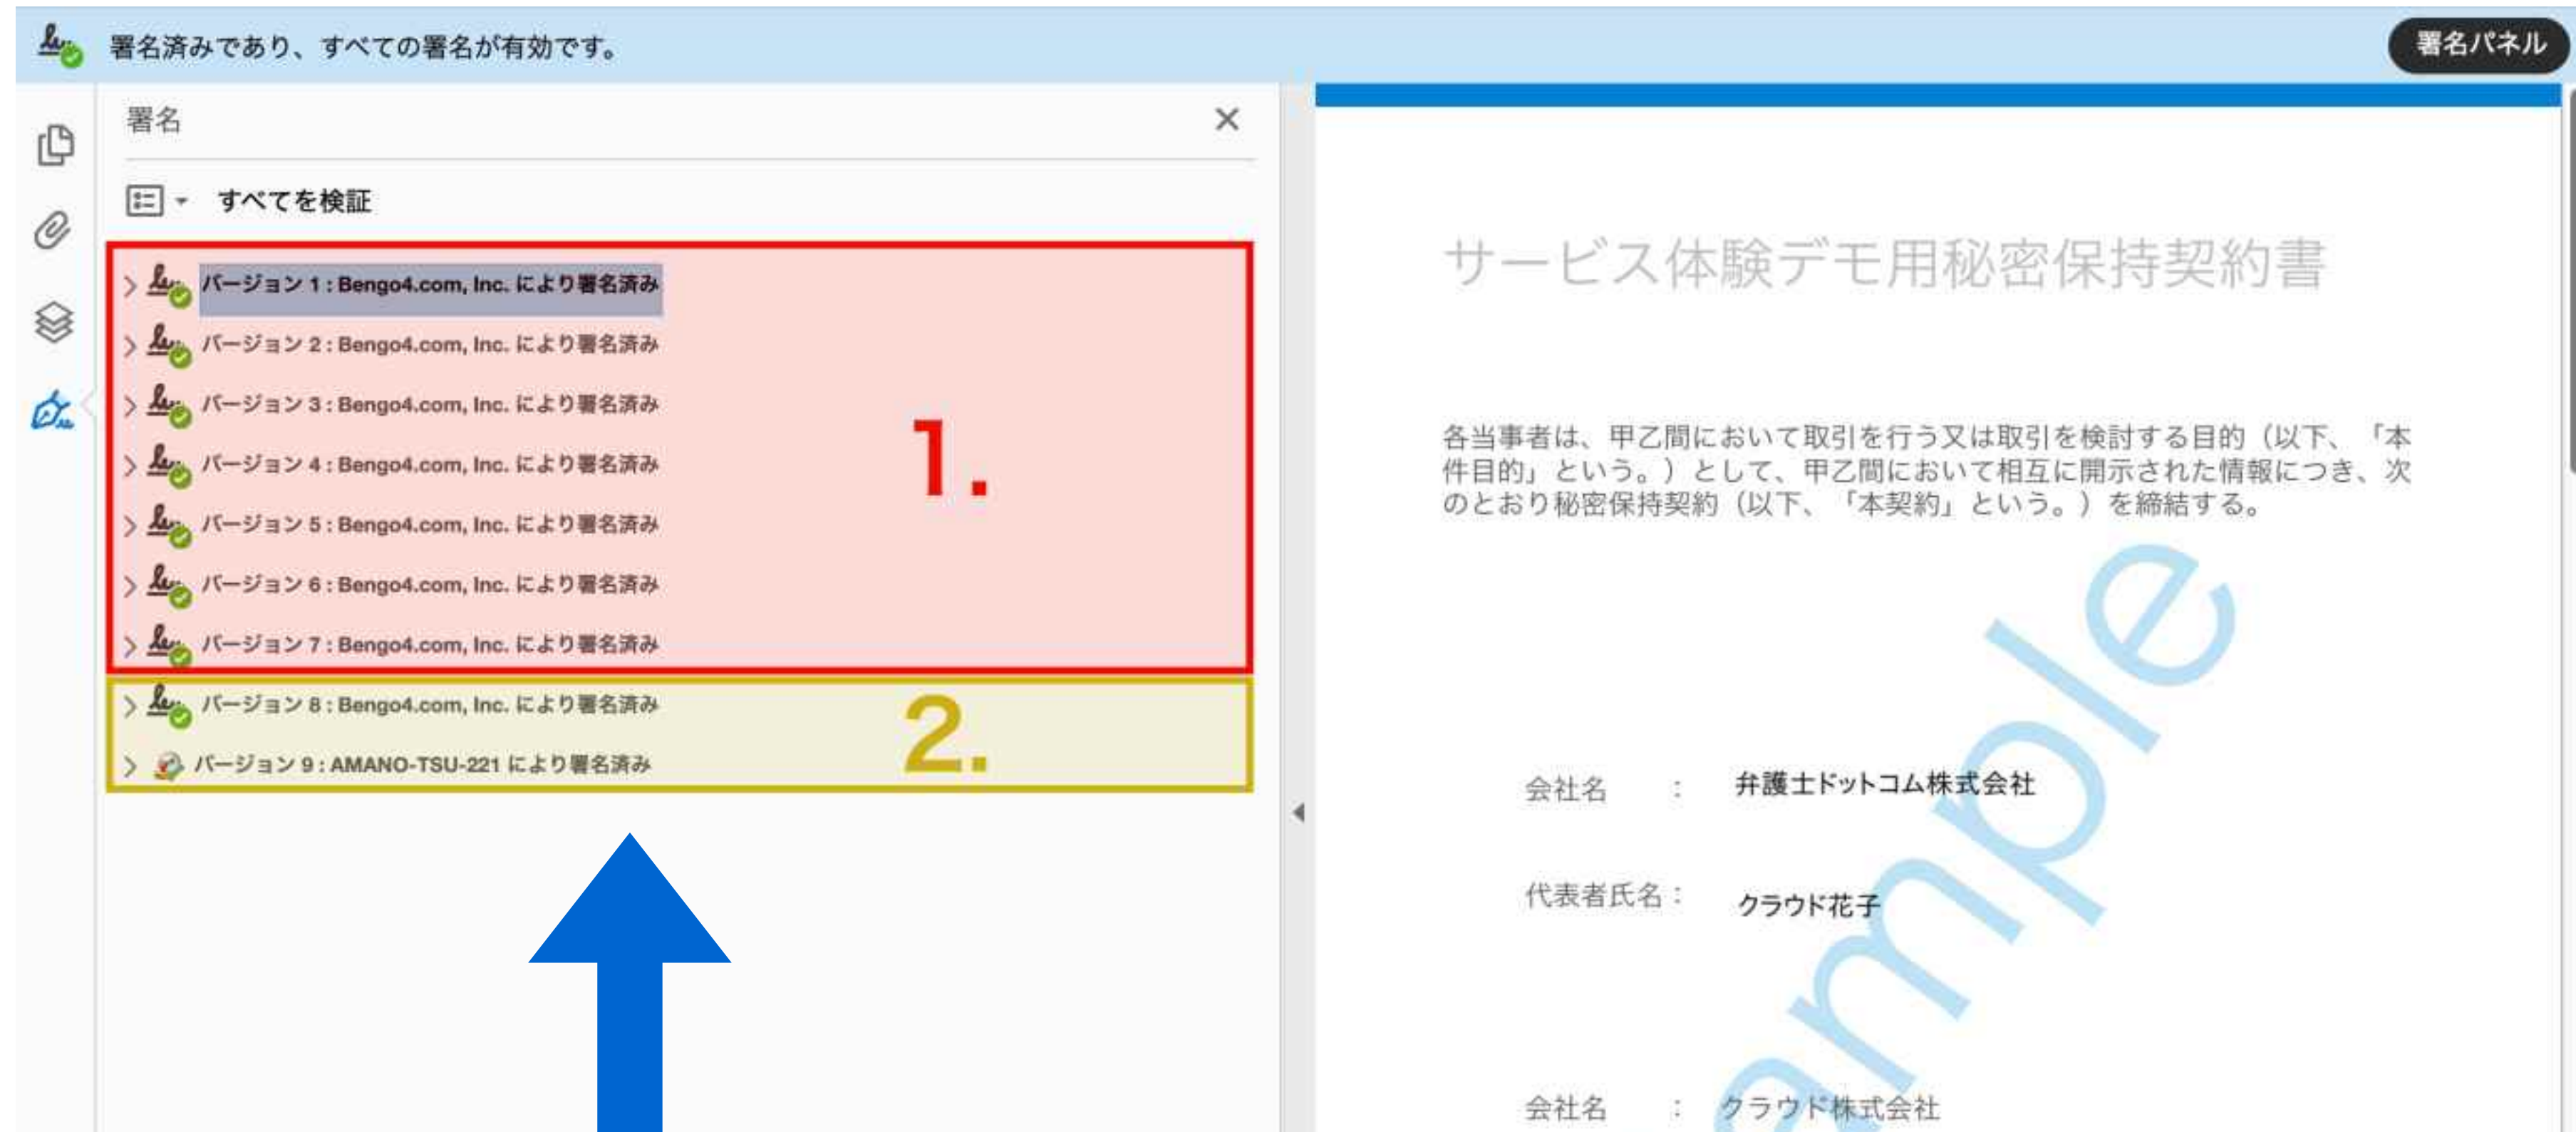 署名済みであり、すべての署名が有効です。
署名パネル
署名
すべてを検証
バージョン 1 : Bengo4.com, Inc. により署名済み
バージョン 2 : Bengo4.com, Inc. により署名済み
バージョン 3 : Bengo4.com, Inc. により署名済み
バージョン 4 : Bengo4.com, Inc. により署名済み
バージョン 5 : Bengo4.com, Inc. により署名済み
バージョン 6 : Bengo4.com, Inc. により署名済み
バージョン 7 : Bengo4.com, Inc. により署名済み
1.
バージョン 8 : Bengo4.com, Inc. により署名済み
バージョン 9 : AMANO-TSU-221 により署名済み
2.
サービス体験デモ用秘密保持契約書
各当事者は、甲乙間において取引を行う又は取引を検討する目的（以下、「本
件目的」という。）として、甲乙間において相互に開示された情報につき、次
のとおり秘密保持契約（以下、「本契約」という。）を締結する。
会社名 ： 弁護士ドットコム株式会社
代表者氏名： クラウド花子
会社名 ： クラウド株式会社
ample